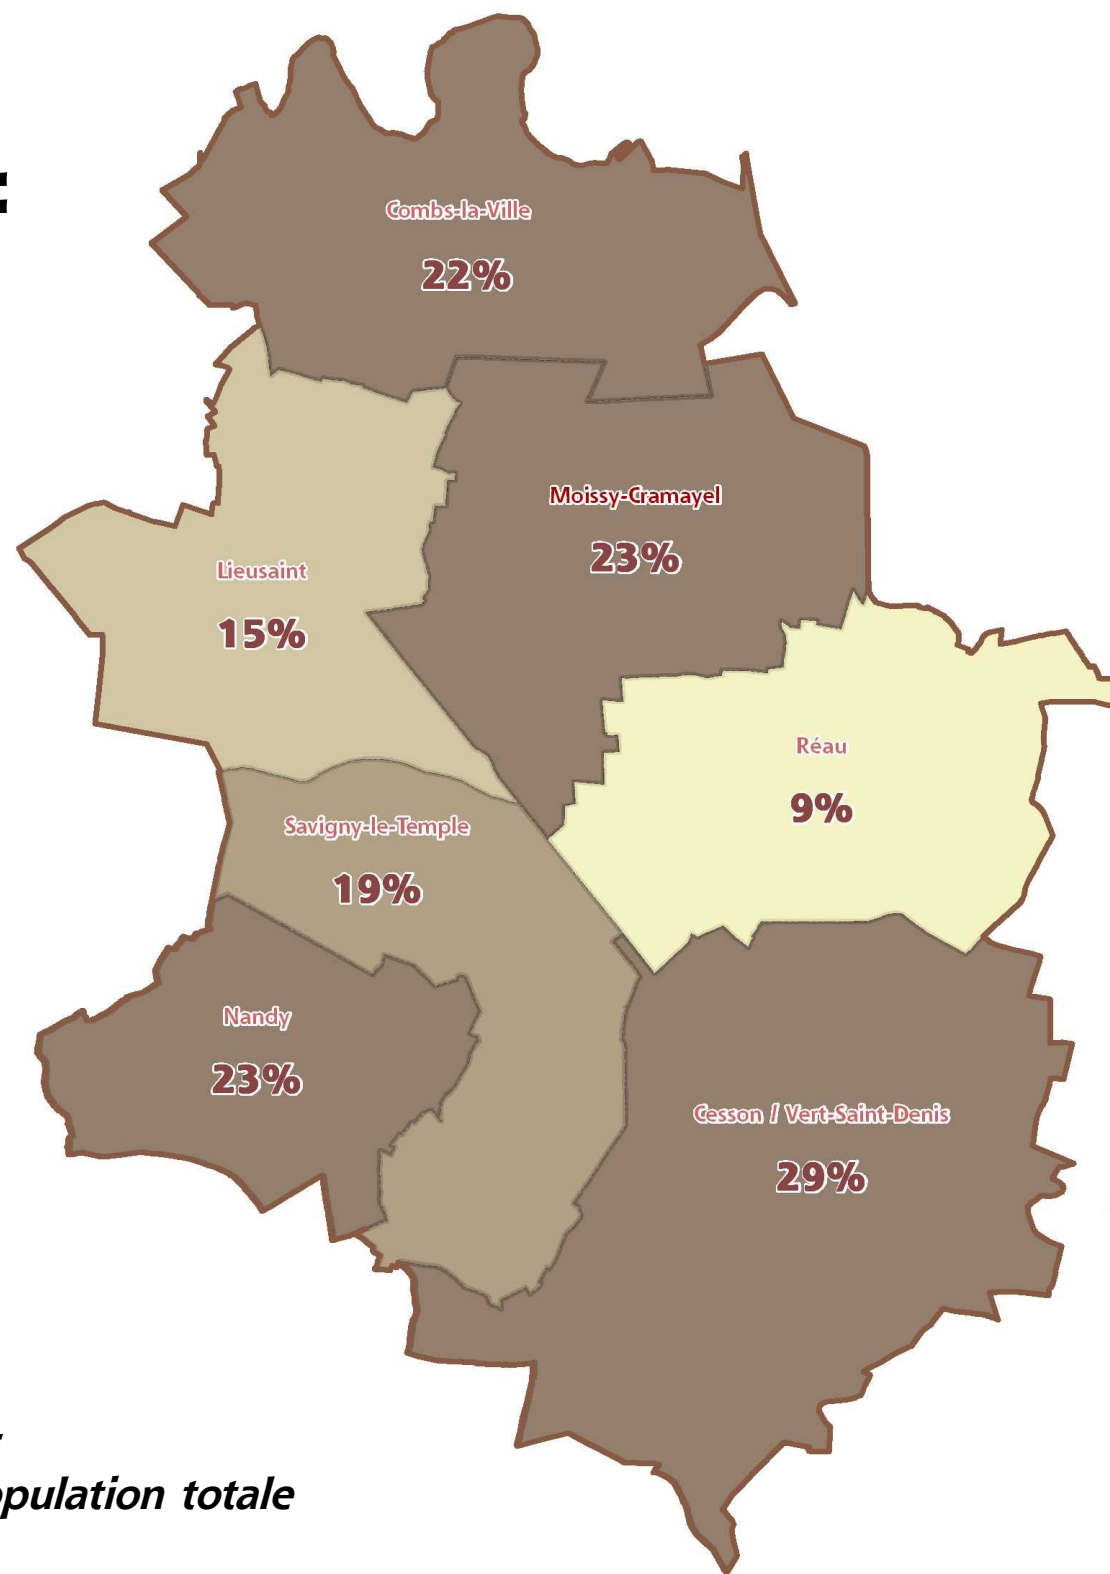 :
Combs-la-Ville
22%
Moissy-Cramayel
23%
Lieusaint
15%
Réau
9%
Savigny-le-Temple
19%
Nandy
23%
Cesson / Vert-Saint-Denis
29%
totale